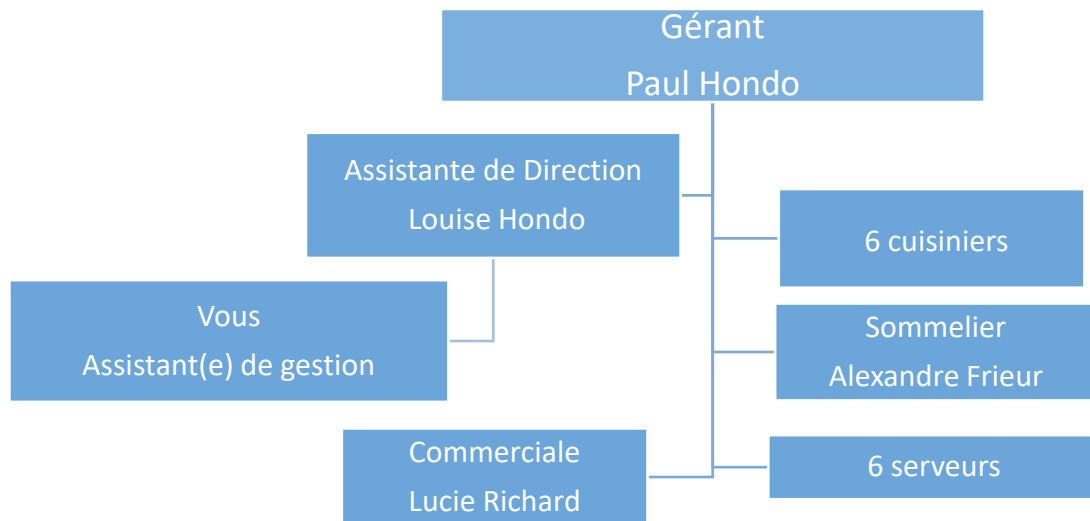 Gérant
Paul Hondo
Assistante de Direction
Louise Hondo
6 cuisiniers
Vous
Assistant(e) de gestion
Sommelier
Alexandre Frieur
Commerciale
Lucie Richard
6 serveurs